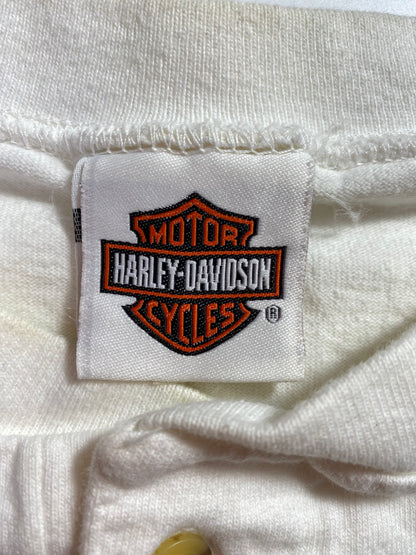 MOTOR
HARLEY-DAVIDSON
CYCLES
®